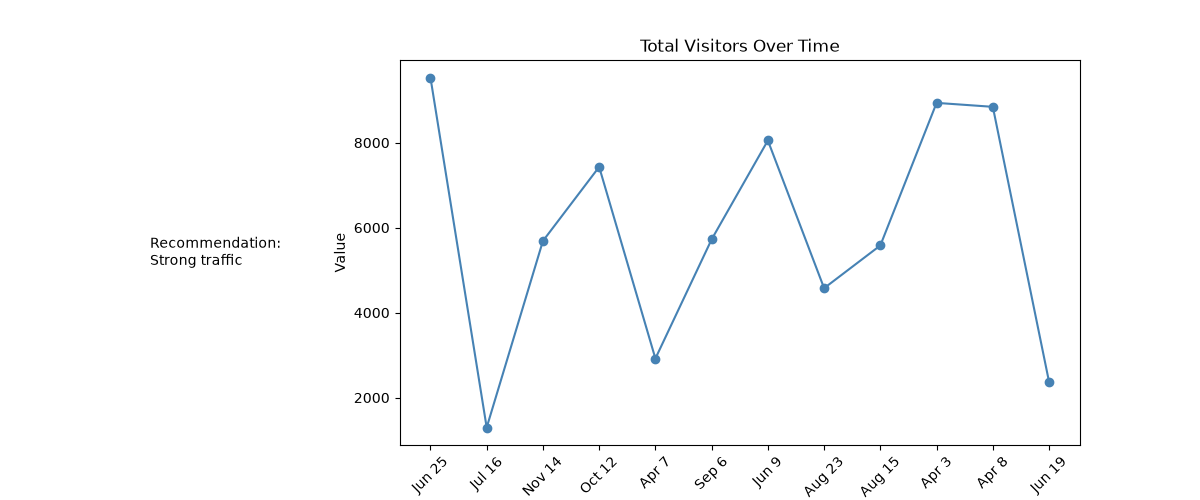 Total Visitors Over Time
8000
6000
4000
2000
Value
Recommendation:
Strong traffic
Jun 25
Jul 16
Nov 14
Oct 12
Apr 7
Sep 6
Jun 9
Aug 23
Aug 15
Apr 3
Apr 8
Jun 19